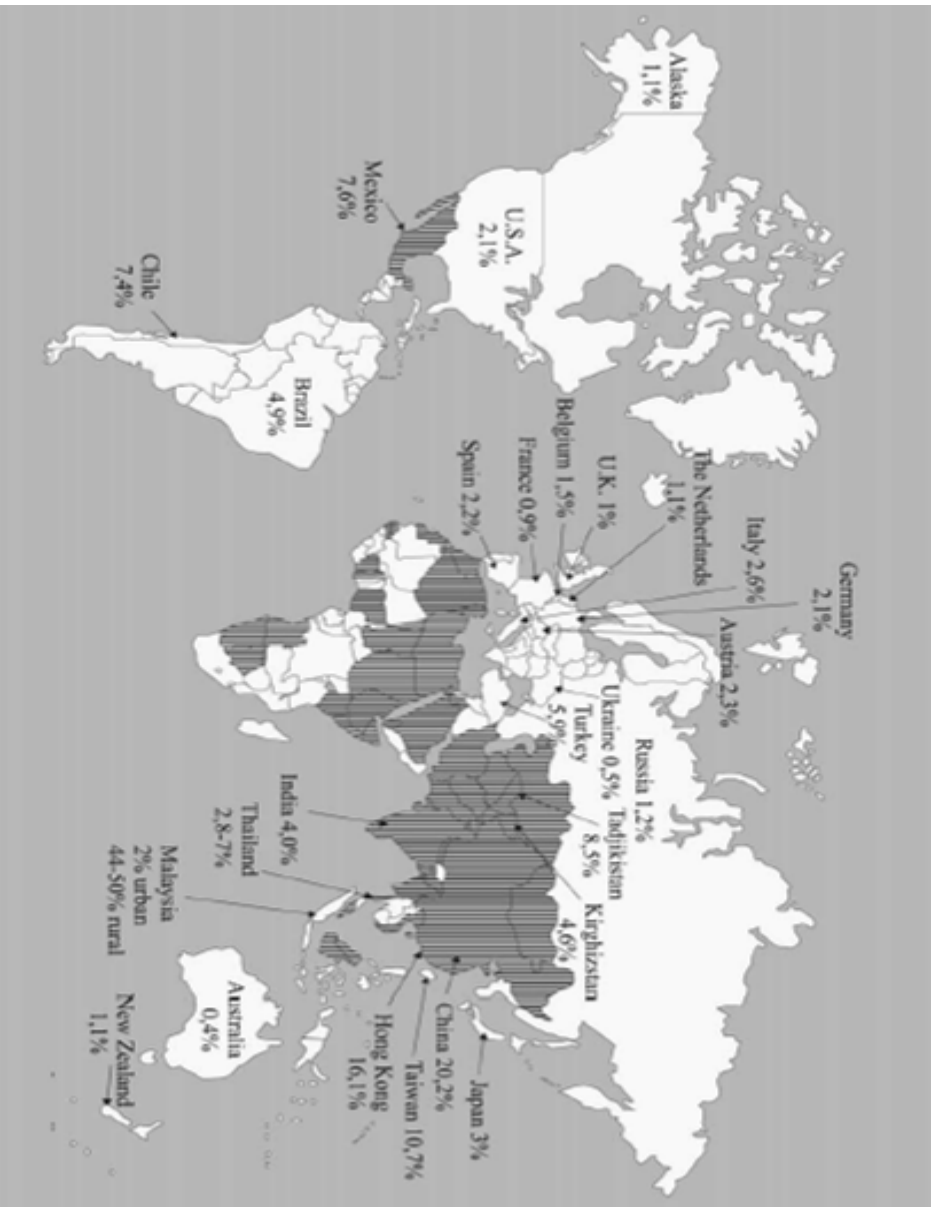 Alaska
1,1%
U.S.A.
2,1%
Mexico
7,6%
Chile
7,4%
Brazil
4,9%
Germany
2,1%
Italy 2,6%
The Netherlands
1,1%
U.K. 1%
Belgium 1,5%
France 0,9%
Spain 2,2%
Austria 2,3%
Russia 1,2%
Ukraine 0,5%
Turkey
5,9%
Tadjikistan
8,5%
Kirghizstan
4,6%
Japan 3%
China 20,2%
Taiwan 10,7%
Hong Kong
16,1%
India 4,0%
Thailand
2,8-7%
Malaysia
2% urban
44-50% rural
Australia
0,4%
New Zealand
1,1%